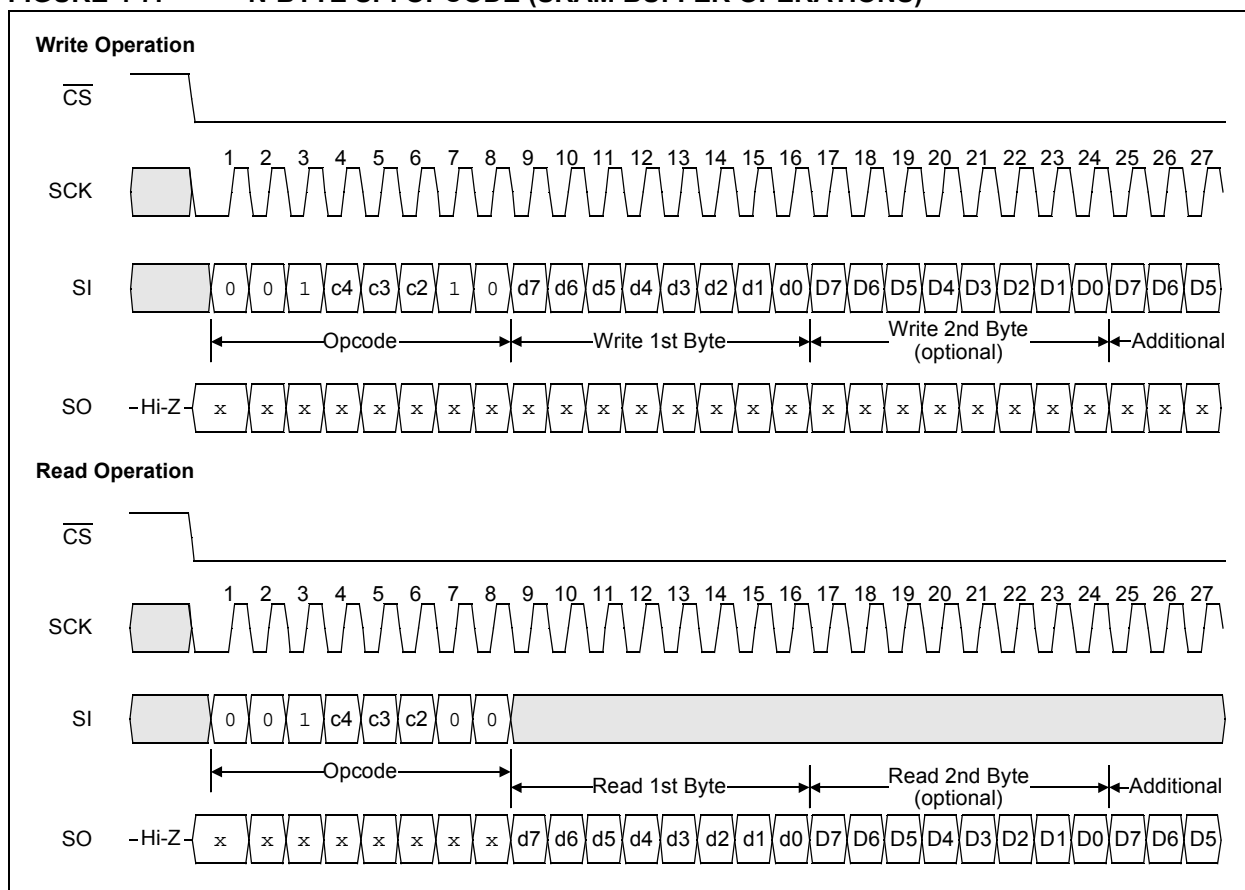 Write Operation
CS
1 2 3 4 5 6 7 8 9 10 11 12 13 14 15 16 17 18 19 20 21 22 23 24 25 26 27
SCK
SI 0 0 1 c4 c3 c2 1 0 d7 d6 d5 d4 d3 d2 d1 d0 D7 D6 D5 D4 D3 D2 D1 D0 D7 D6 D5
Opcode Write 1st Byte Write 2nd Byte Additional
(optional)
SO Hi-Z x x x x x x x x x x x x x x x x x x x x x x x x x x x
Read Operation
CS
1 2 3 4 5 6 7 8 9 10 11 12 13 14 15 16 17 18 19 20 21 22 23 24 25 26 27
SCK
SI 0 0 1 c4 c3 c2 0 0
Opcode Read 1st Byte Read 2nd Byte Additional
(optional)
SO Hi-Z x x x x x x x x d7 d6 d5 d4 d3 d2 d1 d0 D7 D6 D5 D4 D3 D2 D1 D0 D7 D6 D5